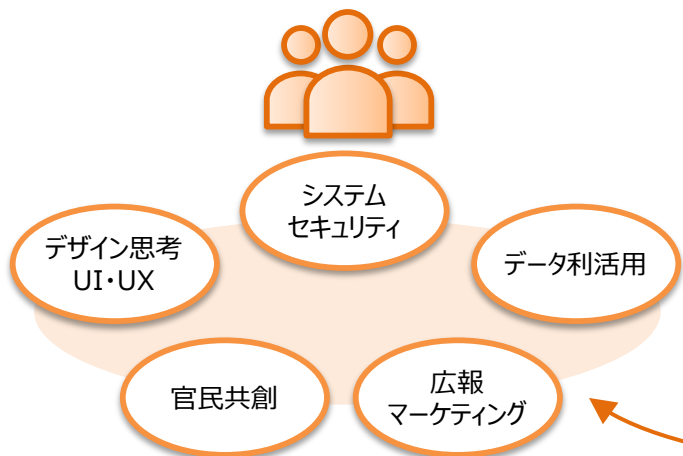 システム
セキュリティ
デザイン思考
UI・UX
データ利活用
官民共創
広報
マーケティング